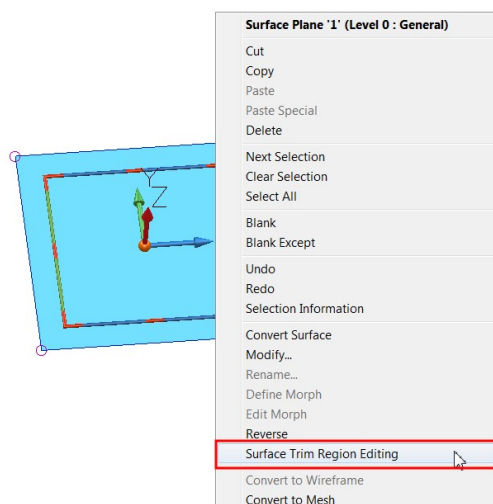 Surface Plane '1' (Level 0 : General)
Cut
Copy
Paste
Paste Special
Delete
Next Selection
Clear Selection
Select All
Blank
Blank Except
Undo
Redo
Selection Information
Convert Surface
Modify...
Rename...
Define Morph
Edit Morph
Reverse
Surface Trim Region Editing
Convert to Wireframe
Convert to Mesh
Y
Z